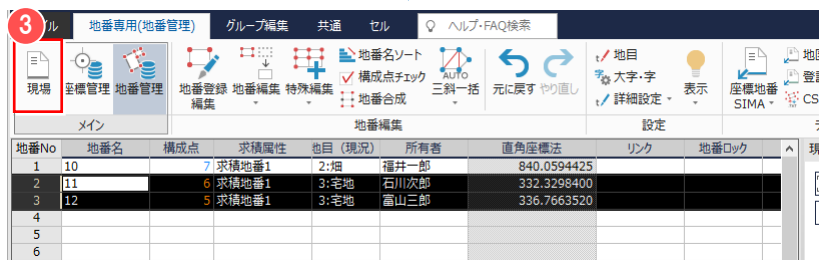 3
イル 地番専用(地番管理) グループ編集 共通 セル ヘルプ・FAQ検索
現場 座標管理 地番管理 地番登録編集 地番編集 特殊編集 地番名ソート 構成点チェック 地番合成 AUTO 三斜一括 元に戻す やり直し 地目 大字・字 詳細設定 表示 座標地番 SIMA
CS
メイン 地番編集 設定
地番No 地番名 構成点 求積属性 地目（現況） 所有者 直角座標法 リンク 地番ロック
1 10 7 求積地番1 2:畑 福井一郎 840.0594425
2 11 6 求積地番1 3:宅地 石川次郎 332.3298400
3 12 5 求積地番1 3:宅地 富山三郎 336.7663520
4
5
6